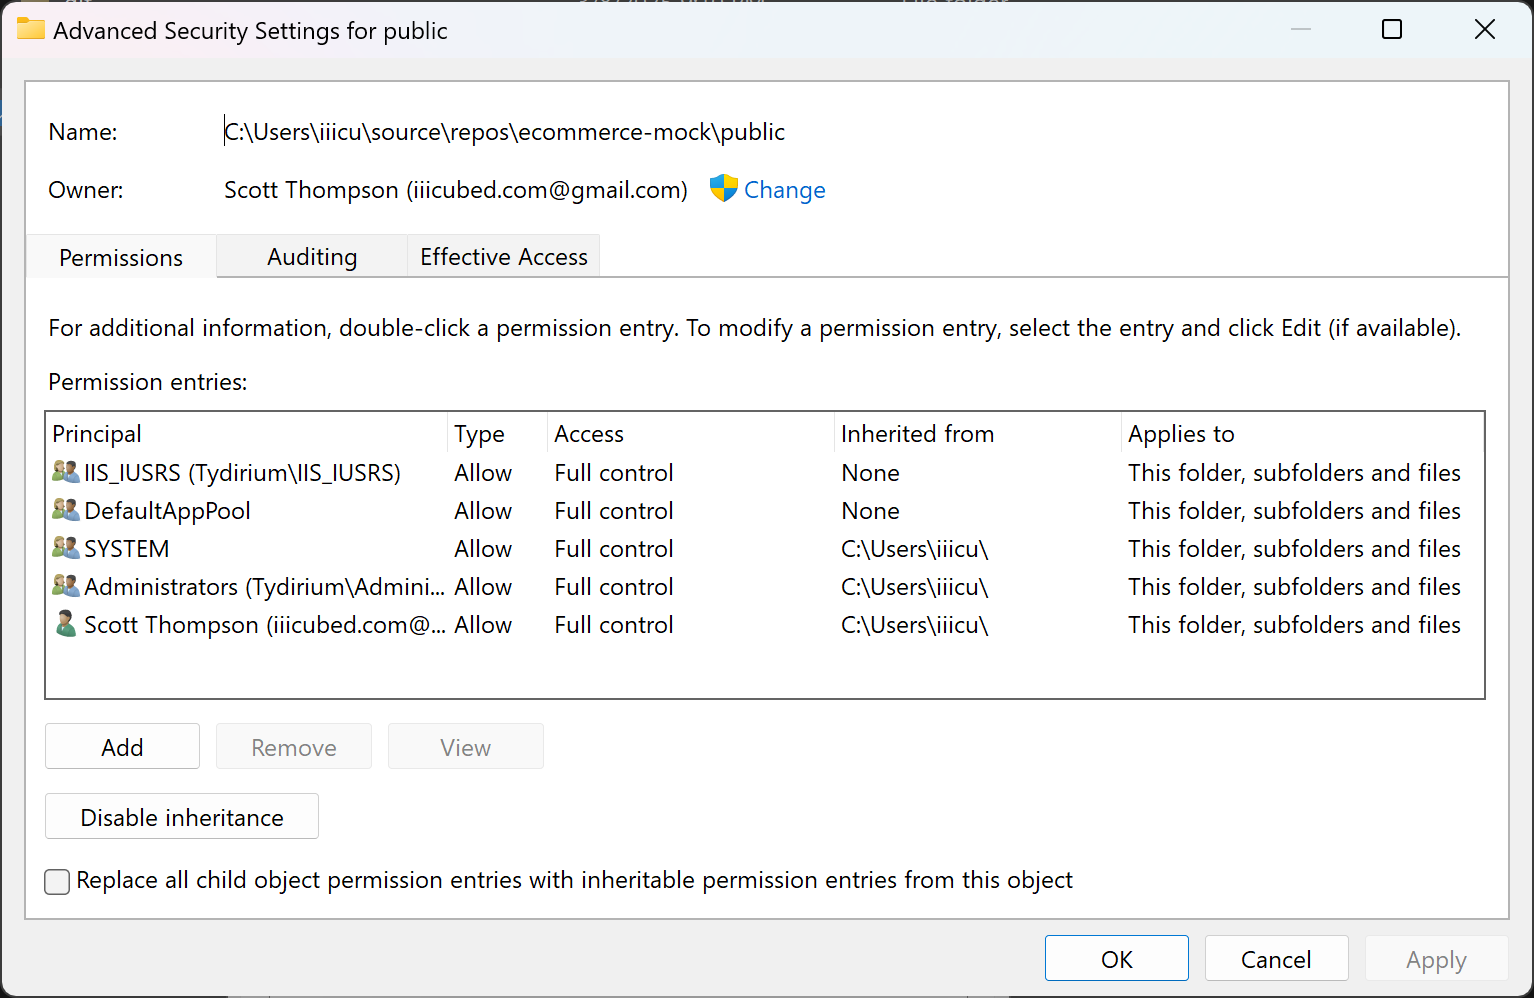 Advanced Security Settings for public
Name: C:\Users\iiicu\source\repos\ecommerce-mock\public
Owner: Scott Thompson (iiicubed.com@gmail.com) Change
Permissions Auditing Effective Access
For additional information, double-click a permission entry. To modify a permission entry, select the entry and click Edit (if available).
Permission entries:
Principal Type Access Inherited from Applies to
IIS_IUSRS (Tydirium\IIS_IUSRS) Allow Full control None This folder, subfolders and files
DefaultAppPool Allow Full control None This folder, subfolders and files
SYSTEM Allow Full control C:\Users\iiicu\ This folder, subfolders and files
Administrators (Tydirium\Admini... Allow Full control C:\Users\iiicu\ This folder, subfolders and files
Scott Thompson (iiicubed.com@... Allow Full control C:\Users\iiicu\ This folder, subfolders and files
Add Remove View
Disable inheritance
Replace all child object permission entries with inheritable permission entries from this object
OK Cancel Apply